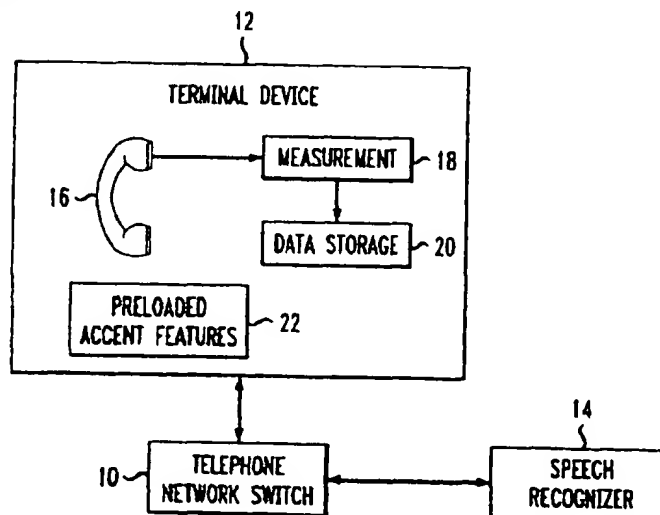 12
TERMINAL DEVICE
16
MEASUREMENT
18
DATA STORAGE
20
PRELOADED
ACCENT FEATURES
22
10
TELEPHONE
NETWORK SWITCH
14
SPEECH
RECOGNIZER